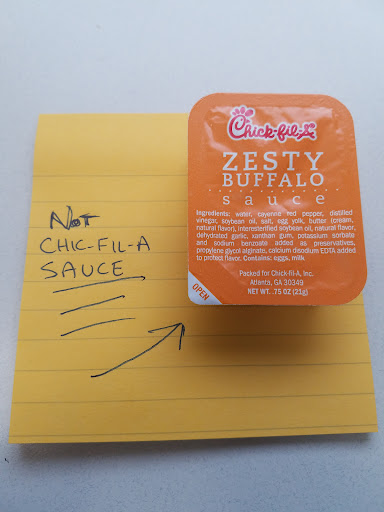 Chick-fil-A
ZESTY
BUFFALO
sauce
Ingredients: water, cayenne red pepper, distilled
vinegar, soybean oil, salt, egg yolk, butter (cream,
natural flavor), interesterified soybean oil, natural flavor,
dehydrated garlic, xanthan gum, potassium sorbate
and sodium benzoate added as preservatives,
propylene glycol alginate, calcium disodium EDTA added
to protect flavor. Contains: eggs, milk
Packed for Chick-fil-A, Inc.
Atlanta, GA 30349
NET WT. .75 OZ (21g)
OPEN
NOT
CHIC-FIL-A
SAUCE